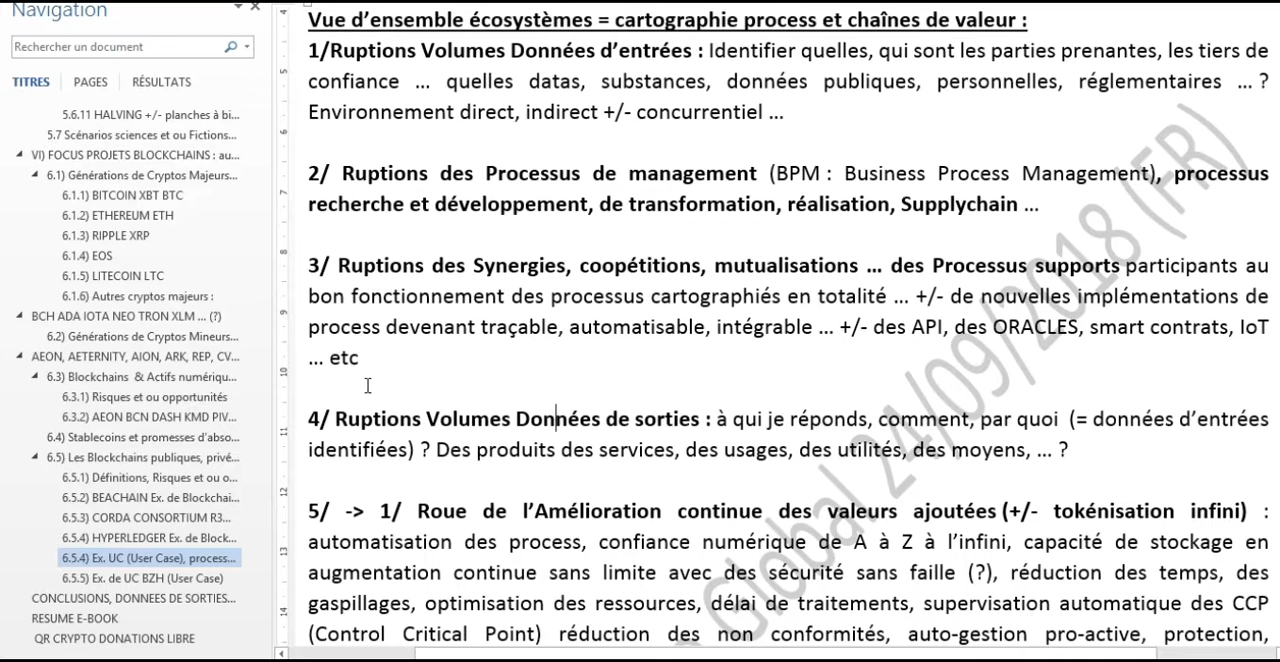 Navigation
Rechercher un document
TITRES PAGES RÉSULTATS
5.6.11 HALVING +/- planches à bi...
5.7 Scénarios sciences et ou Fictions...
VI) FOCUS PROJETS BLOCKCHAINS : au...
6.1) Générations de Cryptos Majeurs...
6.1.1) BITCOIN XBT BTC
6.1.2) ETHEREUM ETH
6.1.3) RIPPLE XRP
6.1.4) EOS
6.1.5) LITECOIN LTC
6.1.6) Autres cryptos majeurs :
BCH ADA IOTA NEO TRON XLM ... (?)
6.2) Générations de Cryptos Mineurs...
AEON, AETERNITY, AION, ARK, REP, CV...
6.3) Blockchains & Actifs numériqu...
6.3.1) Risques et ou opportunités
6.3.2) AEON BCN DASH KMD PIV...
6.4) Stablecoins et promesses d'abso...
6.5) Les Blockchains publiques, privé...
6.5.1) Définitions, Risques et ou o...
6.5.2) BEACHAIN Ex. de Blockchai...
6.5.3) CORDA CONSORTIUM R3...
6.5.4) HYPERLEDGER Ex. de Block...
6.5.4) Ex. UC (User Case), process...
6.5.5) Ex. de UC BZH (User Case)
CONCLUSIONS, DONNEES DE SORTIES...
RESUME E-BOOK
QR CRYPTO DONATIONS LIBRE
4
5
6
7
8
9
10
11
12
13
14
Vue d'ensemble écosystèmes = cartographie process et chaînes de valeur :
1/Ruptions Volumes Données d'entrées : Identifier quelles, qui sont les parties prenantes, les tiers de
confiance ... quelles datas, substances, données publiques, personnelles, réglementaires ... ?
Environnement direct, indirect +/- concurrentiel ...
2/ Ruptions des Processus de management (BPM : Business Process Management), processus
recherche et développement, de transformation, réalisation, Supplychain ...
3/ Ruptions des Synergies, coopétitions, mutualisations ... des Processus supports participants au
bon fonctionnement des processus cartographiés en totalité ... +/- de nouvelles implémentations de
process devenant traçable, automatisable, intégrable ... +/- des API, des ORACLES, smart contrats, IoT
... etc
4/ Ruptions Volumes Données de sorties : à qui je réponds, comment, par quoi (= données d'entrées
identifiées) ? Des produits des services, des usages, des utilités, des moyens, ... ?
5/ -> 1/ Roue de l'Amélioration continue des valeurs ajoutées (+/- tokénisation infini) :
automatisation des process, confiance numérique de A à Z à l'infini, capacité de stockage en
augmentation continue sans limite avec des sécurité sans faille (?), réduction des temps, des
gaspillages, optimisation des ressources, délai de traitements, supervision automatique des CCP
(Control Critical Point) réduction des non conformités, auto-gestion pro-active, protection,
Global 24/09/2018 (FR)